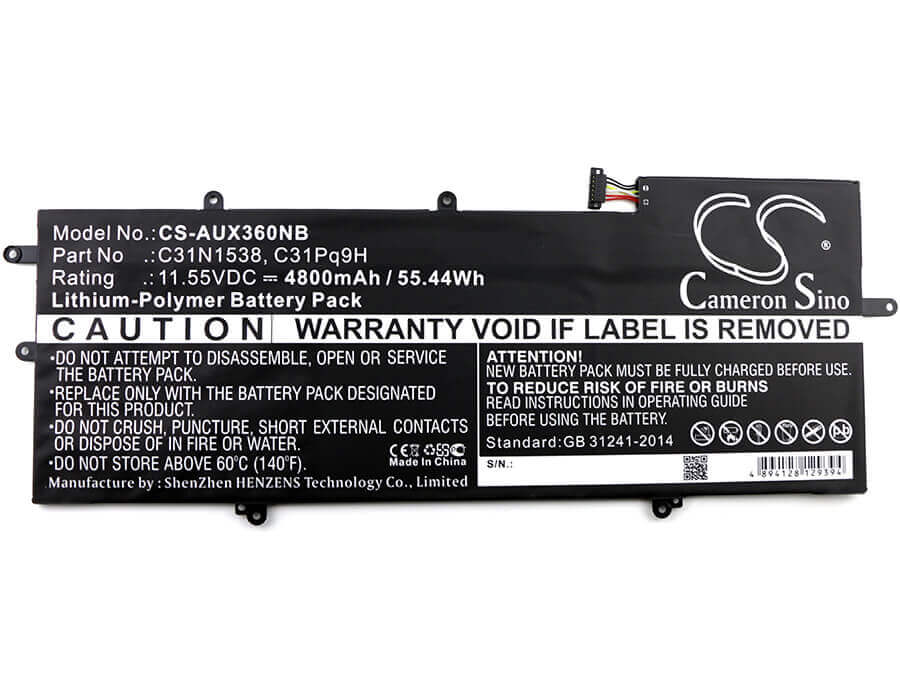 Model No.:CS-AUX360NB
Part No :C31N1538, C31Pq9H
Rating :11.55VDC ⎓ 4800mAh / 55.44Wh
Lithium-Polymer Battery Pack
CS
®
Cameron Sino
CAUTION
WARRANTY VOID IF LABEL IS REMOVED
•DO NOT ATTEMPT TO DISASSEMBLE, OPEN OR SERVICE
THE BATTERY PACK.
•REPLACE ONLY WITH THE BATTERY PACK DESIGNATED
FOR THIS PRODUCT.
•DO NOT CRUSH, PUNCTURE, SHORT EXTERNAL CONTACTS
OR DISPOSE OF IN FIRE OR WATER.
•DO NOT STORE ABOVE 60°C (140°F).
CE
Made In China
Manufacture by : ShenZhen HENZENS Technology Co., Limited
ATTENTION!
NEW BATTERY PACK MUST BE FULLY CHARGED BEFORE USE.
TO REDUCE RISK OF FIRE OR BURNS
READ INSTRUCTIONS IN OPERATING GUIDE
BEFORE USING THE BATTERY.
Standard:GB 31241-2014
S/N.:
4894128129394